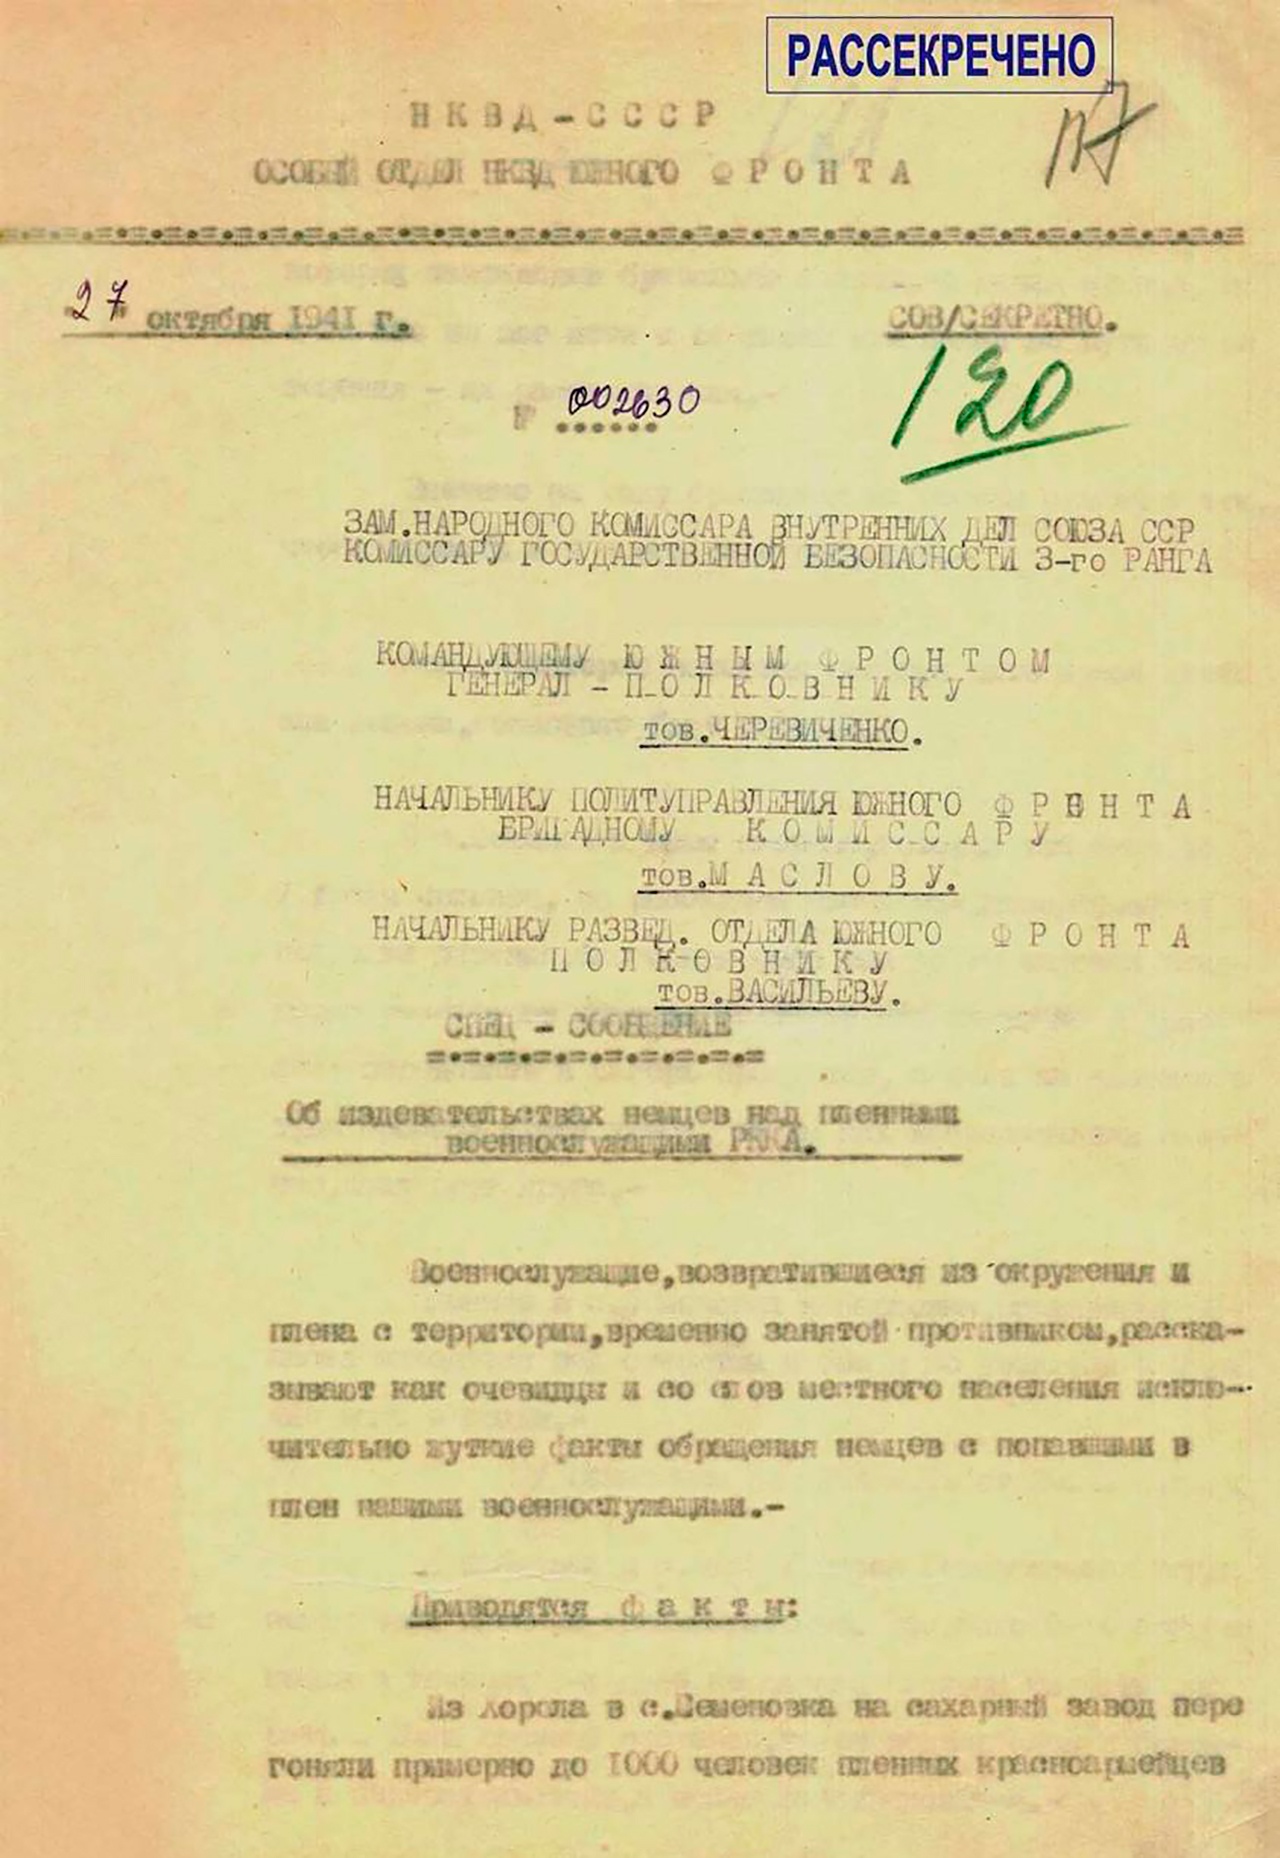 РАССЕКРЕЧЕНО
НКВД-СССР
ОСОБЫЙ ОТДЕЛ НКВД ЮЖНОГО ФРОНТА
"27" октября 1941 г.
СОВ/СЕКРЕТНО.
№ 002630
120
ЗАМ.НАРОДНОГО КОМИССАРА ВНУТРЕННИХ ДЕЛ СОЮЗА ССР
КОМИССАРУ ГОСУДАРСТВЕННОЙ БЕЗОПАСНОСТИ 3-го РАНГА
КОМАНДУЮЩЕМУ ЮЖНЫМ ФРОНТОМ
ГЕНЕРАЛ - ПОЛКОВНИКУ
тов.ЧЕРЕВИЧЕНКО.
НАЧАЛЬНИКУ ПОЛИТУПРАВЛЕНИЯ ЮЖНОГО ФРОНТА
БРИГАДНОМУ КОМИССАРУ
тов.МАСЛОВУ.
НАЧАЛЬНИКУ РАЗВЕД. ОТДЕЛА ЮЖНОГО ФРОНТА
ПОЛКОВНИКУ
тов.ВАСИЛЬЕВУ.
СПЕЦ - СООБЩЕНИЕ
Об издевательствах немцев над пленными
военнослужащими РККА.
Военнослужащие,возвратившиеся из окружения и
плена с территории,временно занятой противником,расска-
зывают как очевидцы и со слов местного населения исклю-
чительно жуткие факты обращения немцев с попавшими в
плен нашими военнослужащими.-
Приводятся факты:
Из Хорола в с.Семеновка на сахарный завод пере
гоняли примерно до 1000 человек пленных красноармейцев